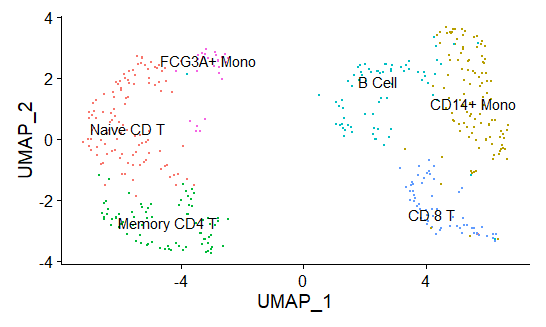 4
FCG3A+ Mono
2
B Cell
CD14+ Mono
Naive CD T
0
UMAP_2
-2
CD 8 T
Memory CD4 T
-4
-4
0
4
UMAP_1